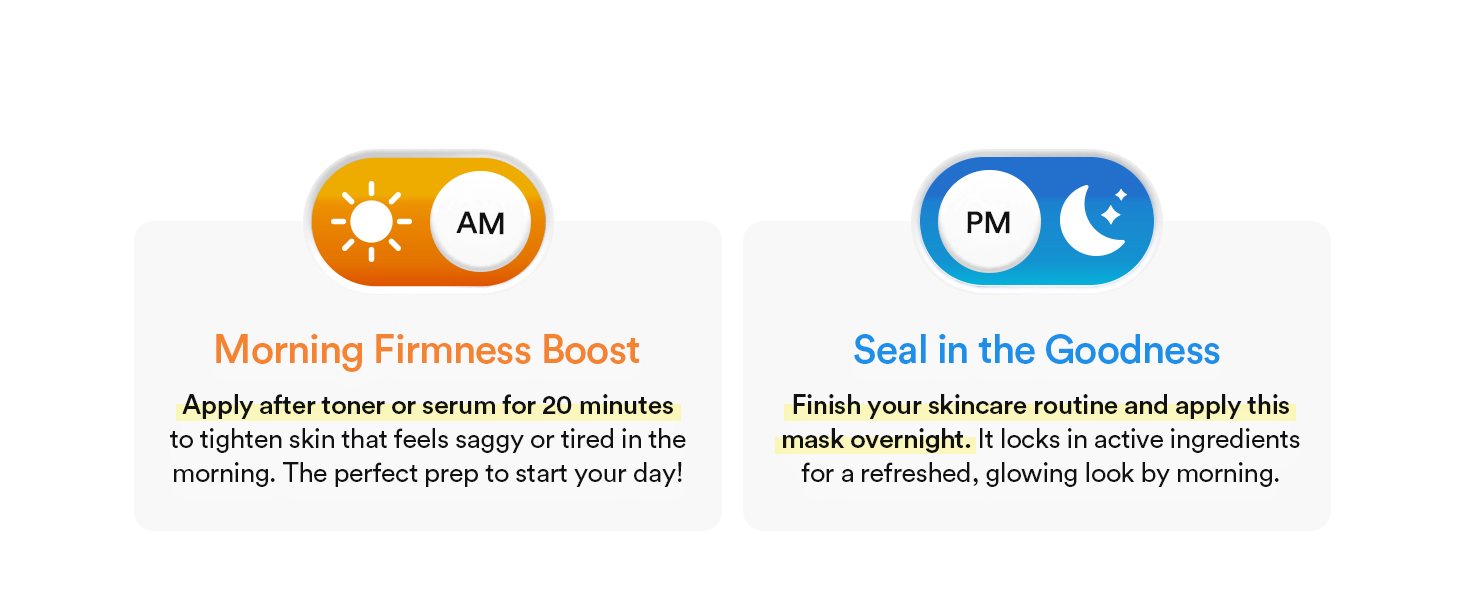 AM
Morning Firmness Boost
Apply after toner or serum for 20 minutes
to tighten skin that feels saggy or tired in the
morning. The perfect prep to start your day!
PM
Seal in the Goodness
Finish your skincare routine and apply this
mask overnight. It locks in active ingredients
for a refreshed, glowing look by morning.